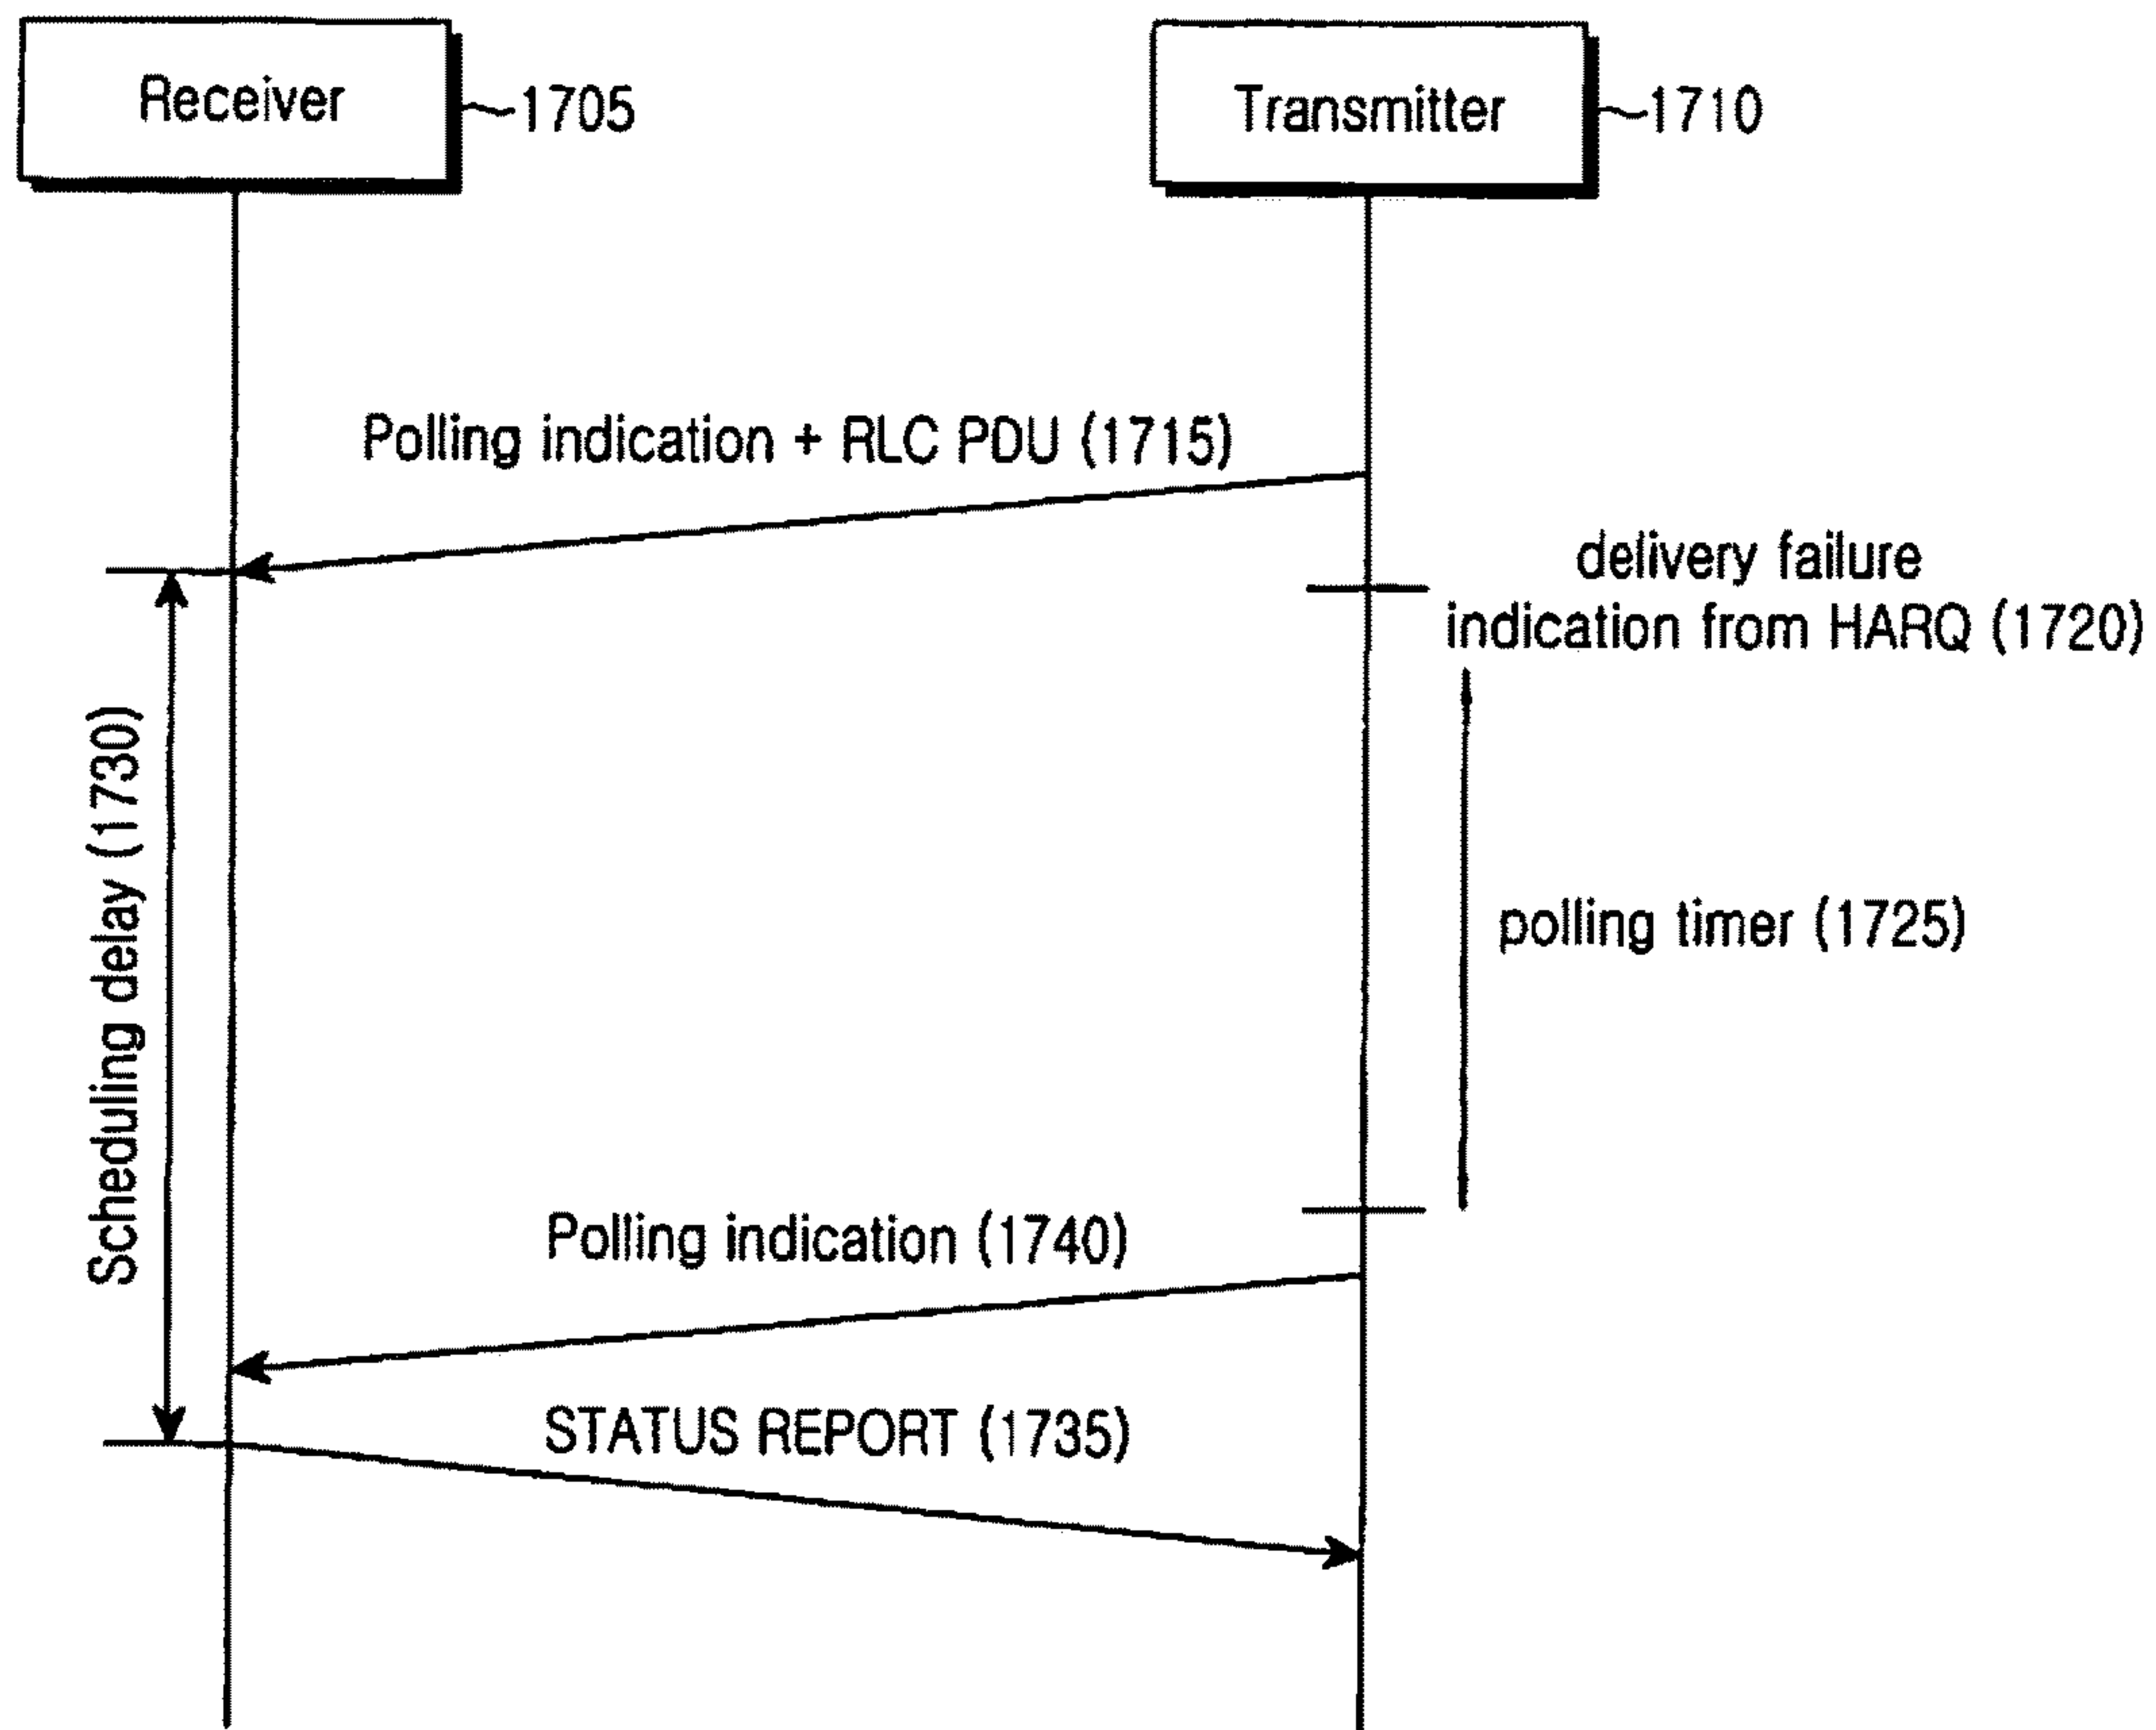 Receiver
1705
Transmitter
1710
Polling indication + RLC PDU (1715)
delivery failure
indication from HARQ (1720)
Scheduling delay (1730)
polling timer (1725)
Polling indication (1740)
STATUS REPORT (1735)